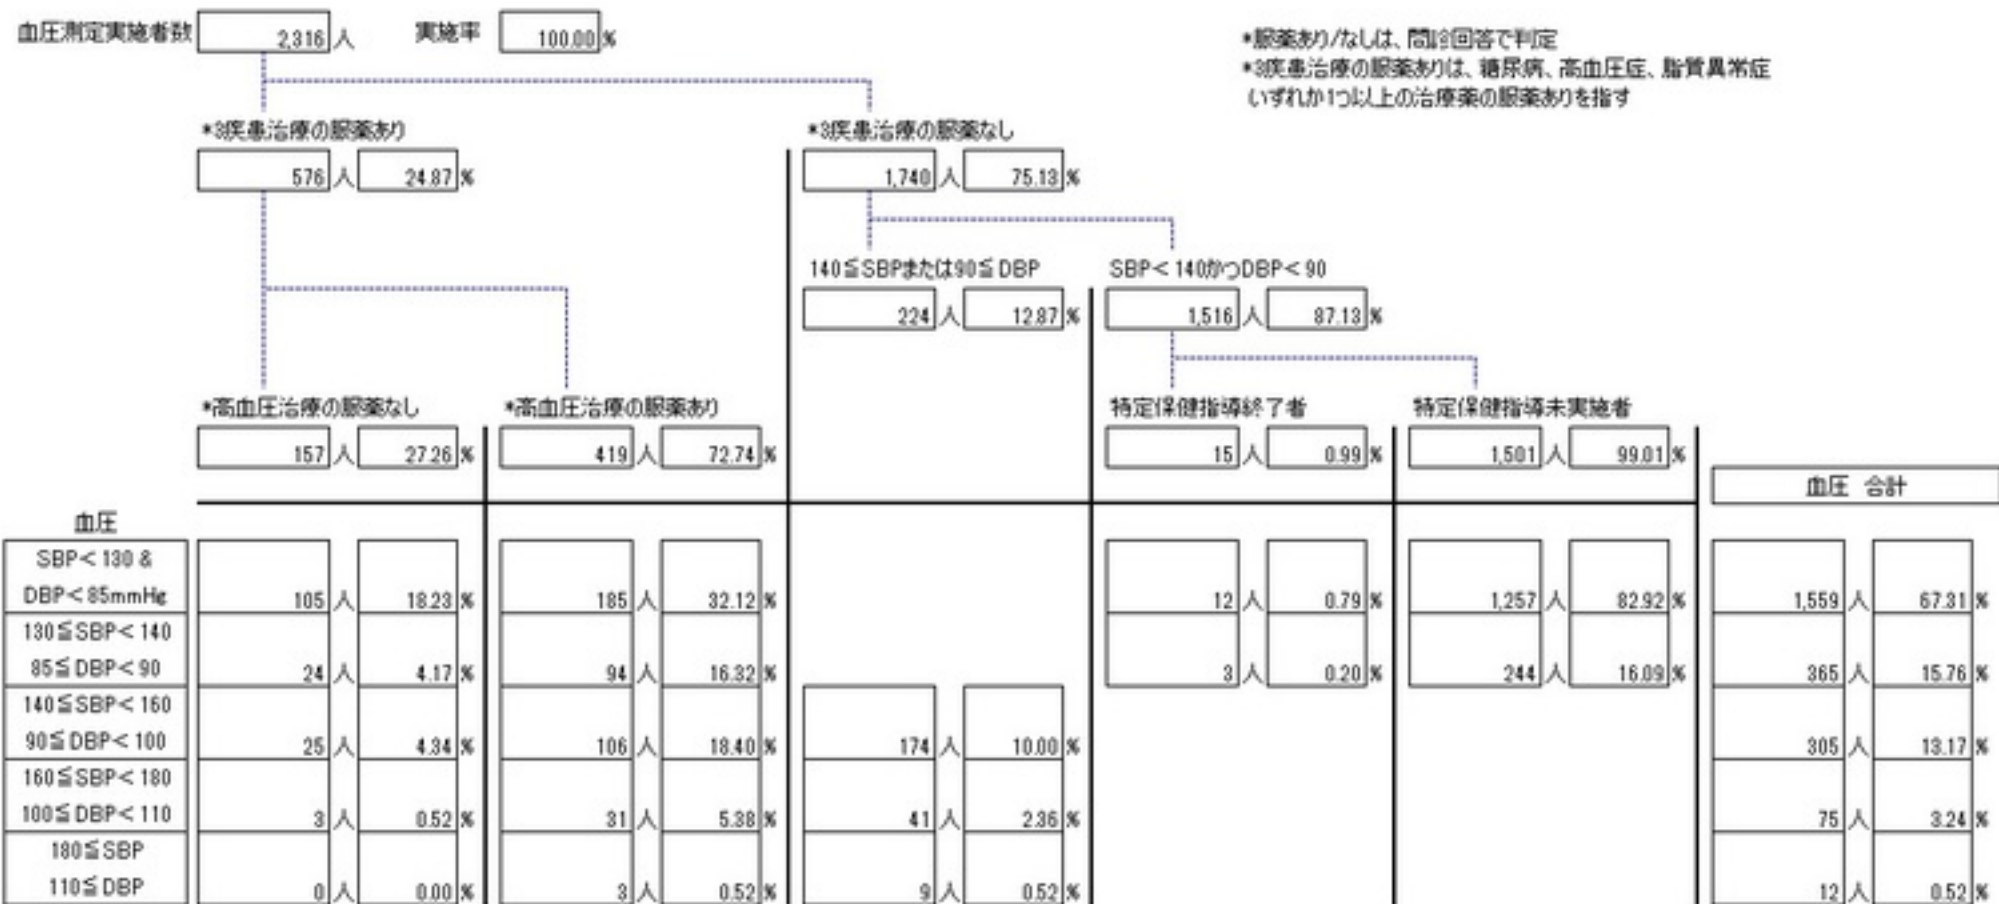 血圧測定実施者数 2,316 人 実施率 100.00 %
*服薬あり/なしは、問診回答で判定
*3疾患治療の服薬ありは、糖尿病、高血圧症、脂質異常症
いずれか1つ以上の治療薬の服薬ありを指す
*3疾患治療の服薬あり *3疾患治療の服薬なし
576 人 24.87 % 1,740 人 75.13 %
140≦SBPまたは90≦DBP SBP<140かつDBP<90
224 人 12.87 % 1,516 人 87.13 %
*高血圧治療の服薬なし *高血圧治療の服薬あり 特定保健指導終了者 特定保健指導未実施者
157 人 27.26 % 419 人 72.74 % 15 人 0.99 % 1,501 人 99.01 %
血圧 合計
血圧
SBP<130 &
DBP<85mmHg 105 人 18.23 % 185 人 32.12 % 12 人 0.79 % 1,257 人 82.92 % 1,559 人 67.31 %
130≦SBP<140
85≦DBP<90 24 人 4.17 % 94 人 16.32 % 3 人 0.20 % 244 人 16.09 % 365 人 15.76 %
140≦SBP<160
90≦DBP<100 25 人 4.34 % 106 人 18.40 % 174 人 10.00 % 305 人 13.17 %
160≦SBP<180
100≦DBP<110 3 人 0.52 % 31 人 5.38 % 41 人 2.36 % 75 人 3.24 %
180≦SBP
110≦DBP 0 人 0.00 % 3 人 0.52 % 9 人 0.52 % 12 人 0.52 %